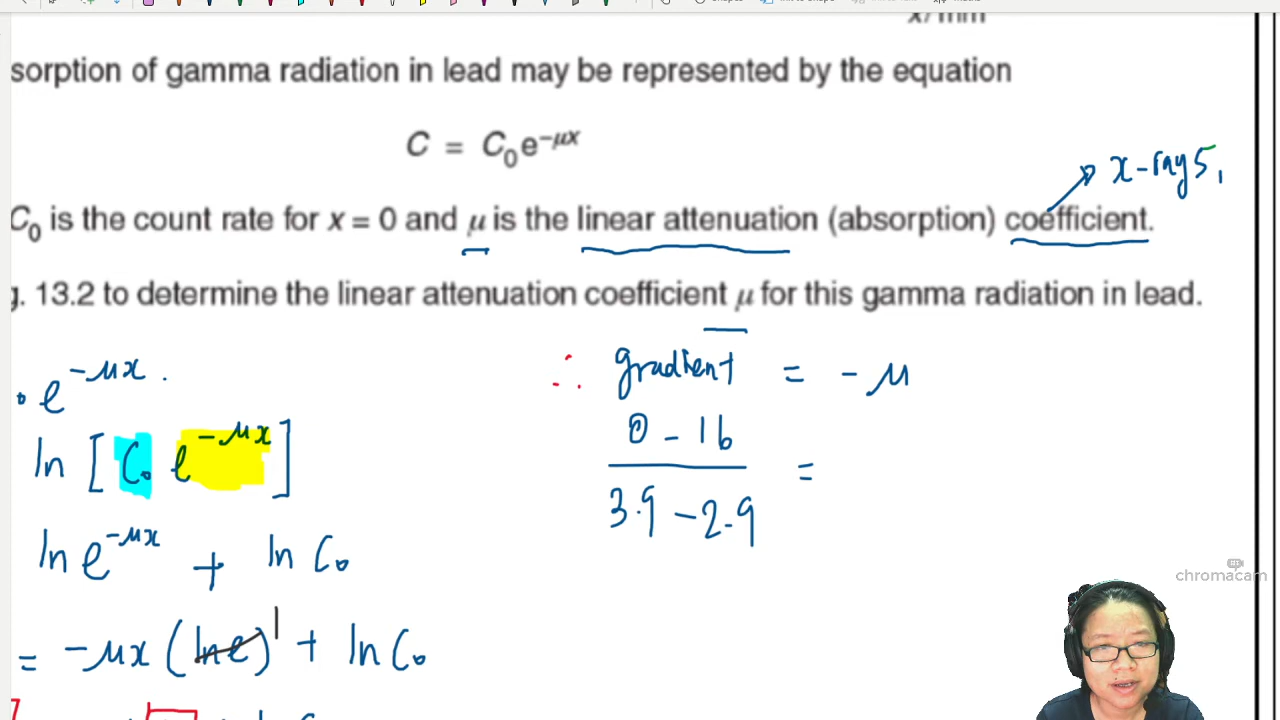 x/mm
sorption of gamma radiation in lead may be represented by the equation
C = C₀e⁻μˣ
x-rays,
C₀ is the count rate for x = 0 and μ is the linear attenuation (absorption) coefficient.
g. 13.2 to determine the linear attenuation coefficient μ for this gamma radiation in lead.
∴ gradient = -μ
0 - 16
3.9 - 2.9
=
₀ e^-μx .
ln [C₀ e^-μx]
ln e^-μx + ln C₀
= -μx (ln e) 1 + ln C₀
chromacam